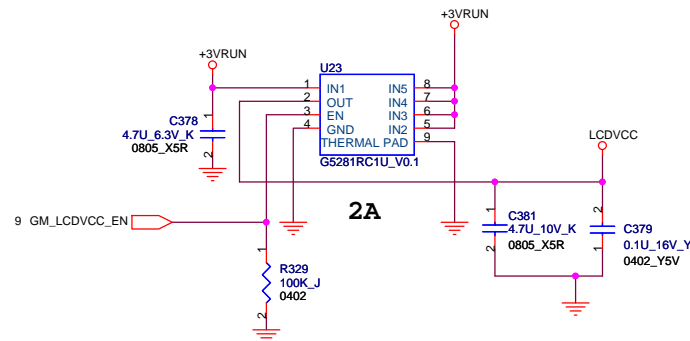 +3VRUN
+3VRUN
U23
1 IN1 IN5 8
2 OUT IN4 7
3 EN IN3 6
4 GND IN2 5
THERMAL PAD 9
G5281RC1U_V0.1
1
C378
4.7U_6.3V_K
0805_X5R
2
LCDVCC
2A
9 GM_LCDVCC_EN
1
C381
4.7U_10V_K
0805_X5R
2
2
C379
0.1U_16V_Y
0402_Y5V
1
1
R329
100K_J
0402
2